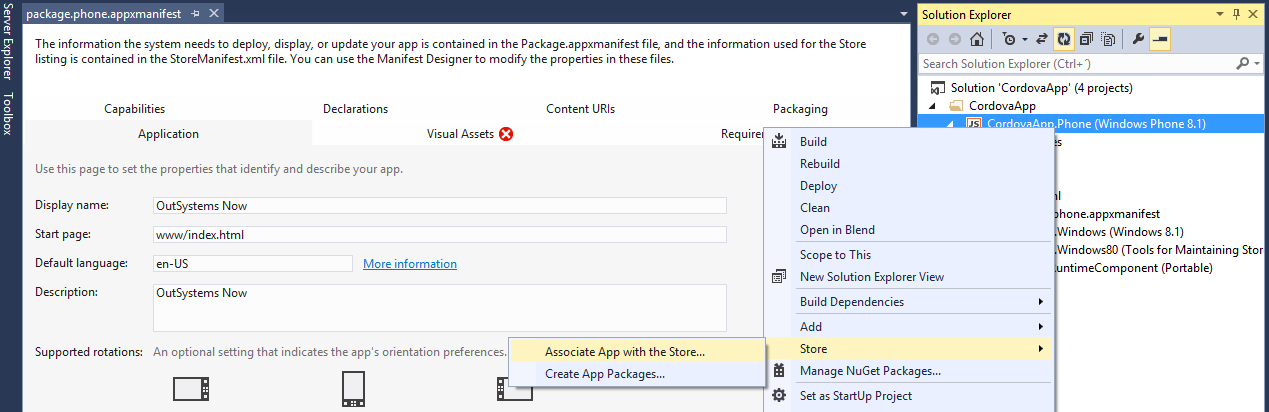 Server Explorer
Toolbox
package.phone.appxmanifest
The information the system needs to deploy, display, or update your app is contained in the Package.appxmanifest file, and the information used for the Store
listing is contained in the StoreManifest.xml file. You can use the Manifest Designer to modify the properties in these files.
Capabilities
Declarations
Content URIs
Packaging
Application
Visual Assets
Requirem
Use this page to set the properties that identify and describe your app.
Display name:
OutSystems Now
Start page:
www/index.html
Default language:
en-US
More information
Description:
OutSystems Now
Supported rotations:
An optional setting that indicates the app's orientation preferences.
Associate App with the Store...
Create App Packages...
Build
Rebuild
Deploy
Clean
Open in Blend
Scope to This
New Solution Explorer View
Build Dependencies
Add
Store
Manage NuGet Packages...
Set as StartUp Project
Solution Explorer
Search Solution Explorer (Ctrl+´)
Solution 'CordovaApp' (4 projects)
CordovaApp
JS
CordovaApp.Phone (Windows Phone 8.1)
es
ml
phone.appxmanifest
.Windows (Windows 8.1)
.Windows80 (Tools for Maintaining Stor
RuntimeComponent (Portable)